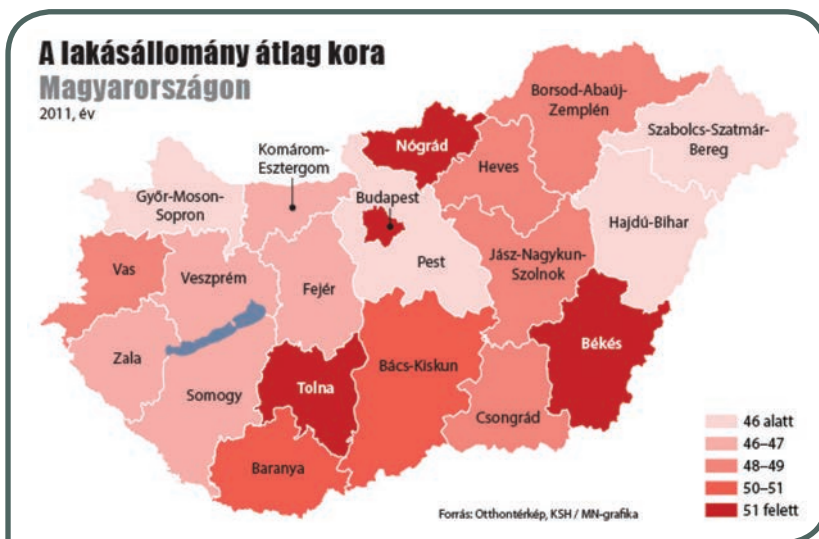 A lakásállomány átlag kora
Magyarországon
2011, év
Borsod-Abaúj-
Zemplén
Szabolcs-Szatmár-
Bereg
Nógrád
Komárom-
Esztergom
Heves
Győr-Moson-
Sopron
Budapest
Hajdú-Bihar
Pest
Jász-Nagykun-
Szolnok
Vas
Veszprém
Fejér
Zala
Békés
Bács-Kiskun
Tolna
Somogy
Csongrád
Baranya
46 alatt
46–47
48–49
50–51
51 felett
Forrás: Otthontérkép, KSH / MN-grafika